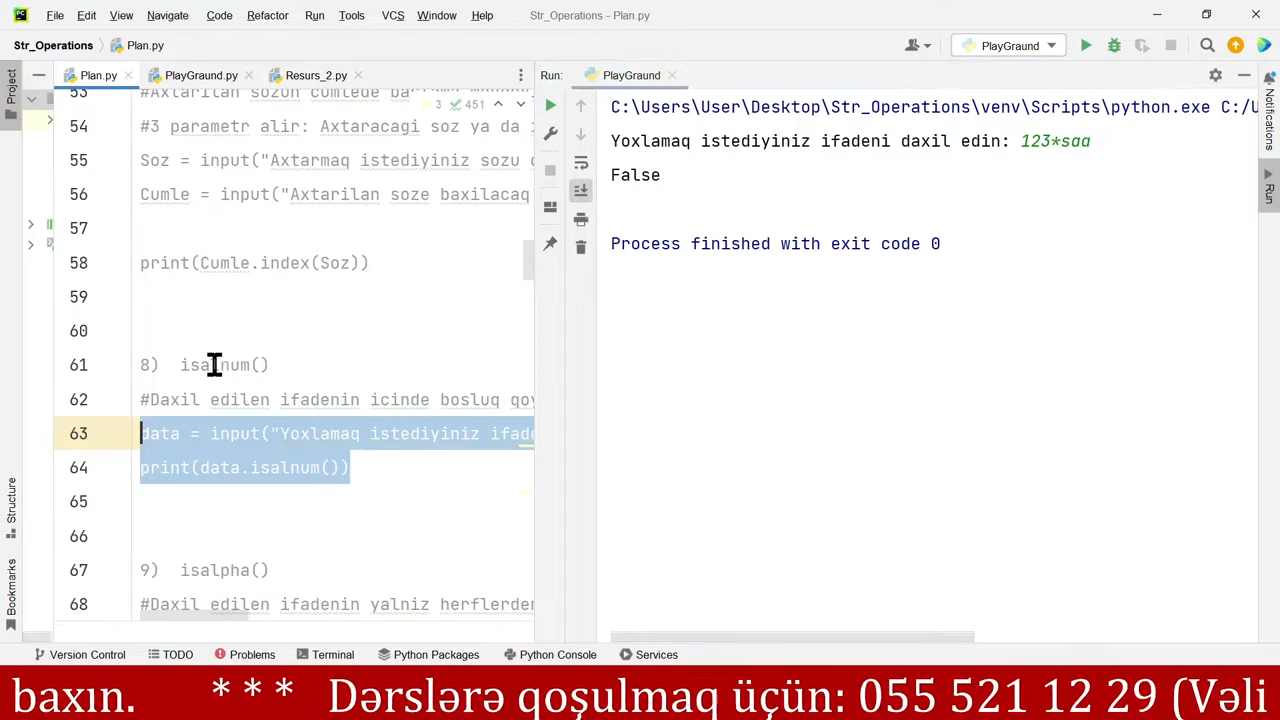 File Edit View Navigate Code Refactor Run Tools VCS Window Help Str_Operations - Plan.py
Str_Operations Plan.py PlayGround
Project Plan.py PlayGround.py Resurs_2.py Run: PlayGround
3 451
54 #3 parametr alir: Axtaracagi soz ya da i
55 Soz = input("Axtarmaq istediyiniz sozu
56 Cumle = input("Axtarilan soze baxilacaq
57
58 print(Cumle.index(Soz))
59
60
61 8) isalnum()
62 #Daxil edilen ifadenin icinde bosluq qoy
63 data = input("Yoxlamaq istediyiniz ifade
64 print(data.isalnum())
65
66
67 9) isalpha()
68 #Daxil edilen ifadenin yalniz herflerden
C:\Users\User\Desktop\Str_Operations\venv\Scripts\python.exe C:/U
Yoxlamaq istediyiniz ifadeni daxil edin: 123*saa
False
Process finished with exit code 0
Notifications
Run
Structure
Bookmarks
Version Control TODO Problems Terminal Python Packages Python Console Services
baxın. * * * Dərslərə qoşulmaq üçün: 055 521 12 29 (Vəli